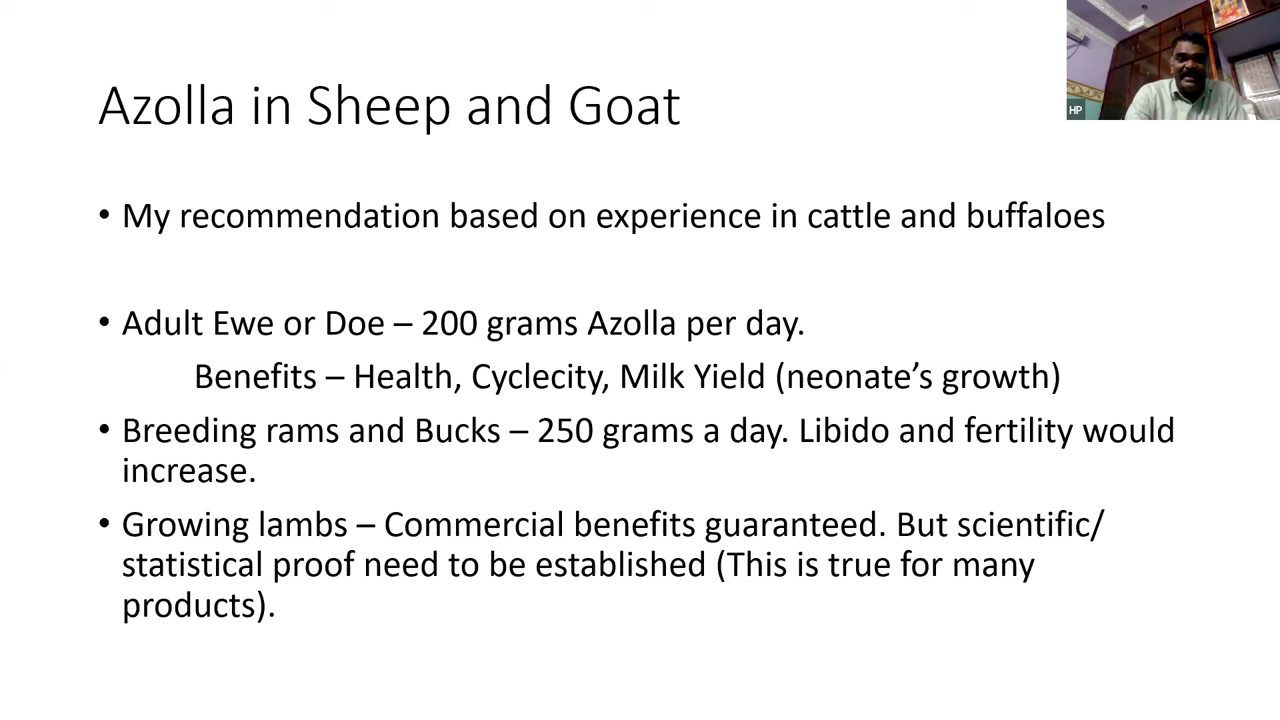 Azolla in Sheep and Goat
HP
• My recommendation based on experience in cattle and buffaloes
• Adult Ewe or Doe – 200 grams Azolla per day.
Benefits – Health, Cyclecity, Milk Yield (neonate’s growth)
• Breeding rams and Bucks – 250 grams a day. Libido and fertility would
increase.
• Growing lambs – Commercial benefits guaranteed. But scientific/
statistical proof need to be established (This is true for many
products).